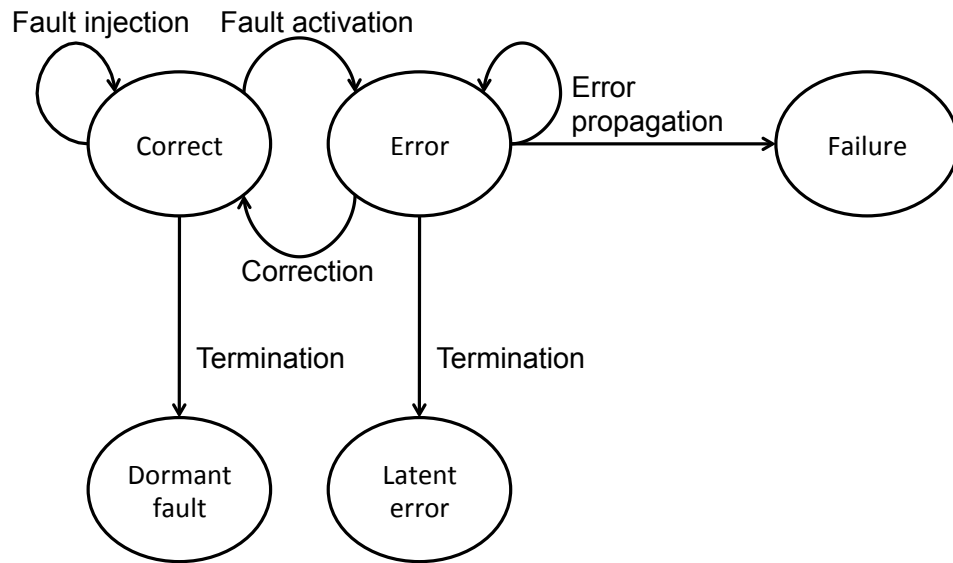 Fault injection
Fault activation
Correct
Error
Error
propagation
Failure
Correction
Termination
Termination
Dormant
fault
Latent
error